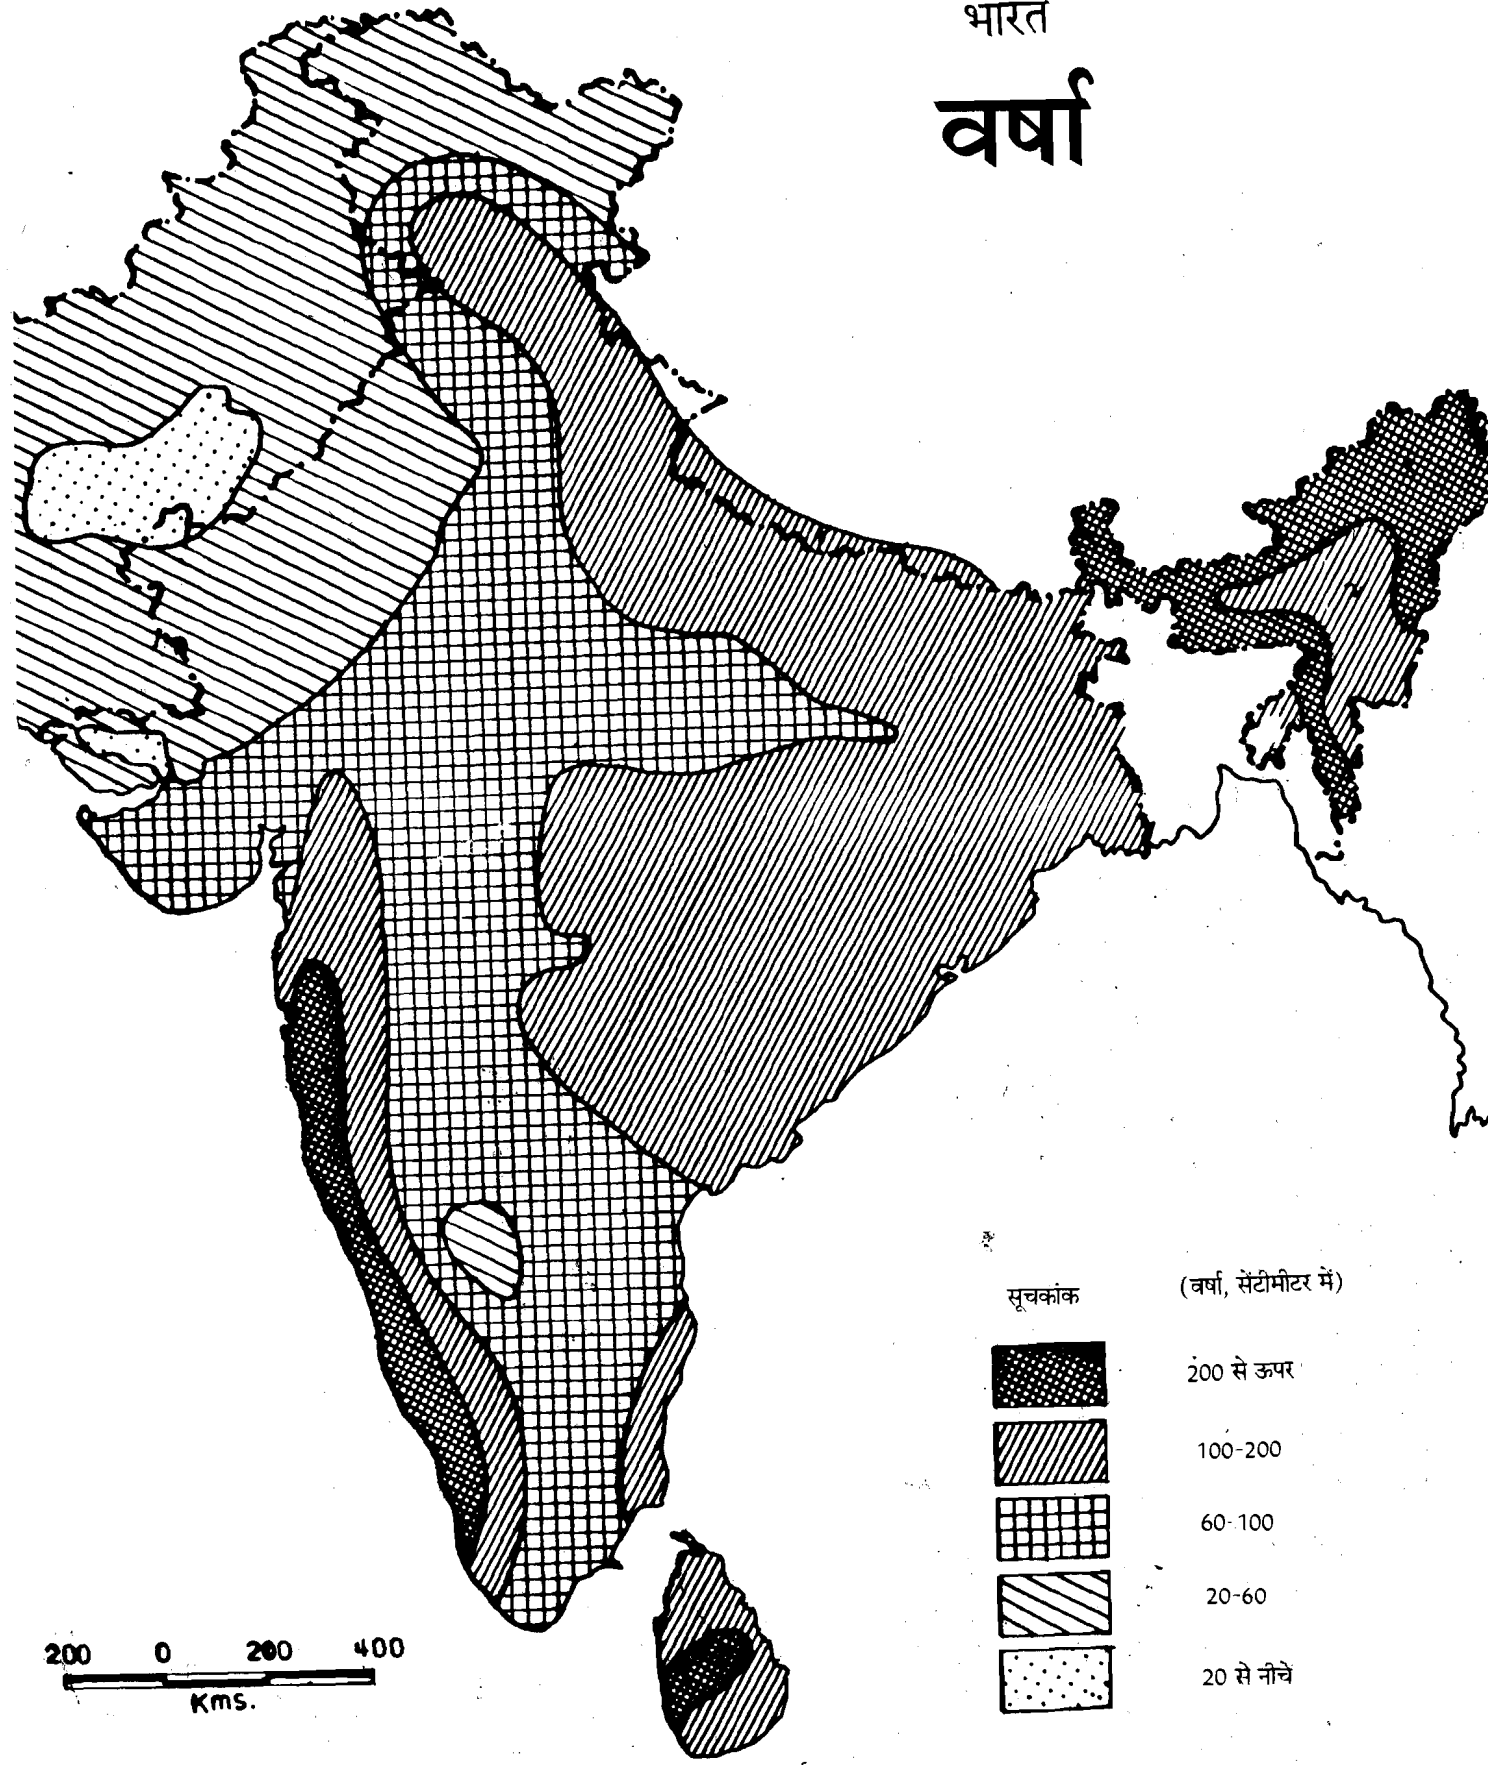 भारत
वर्षा
सूचकांक (वर्षा, सेंटीमीटर में)
200 से ऊपर
100-200
60-100
20-60
20 से नीचे
200 0 200 400
Kms.